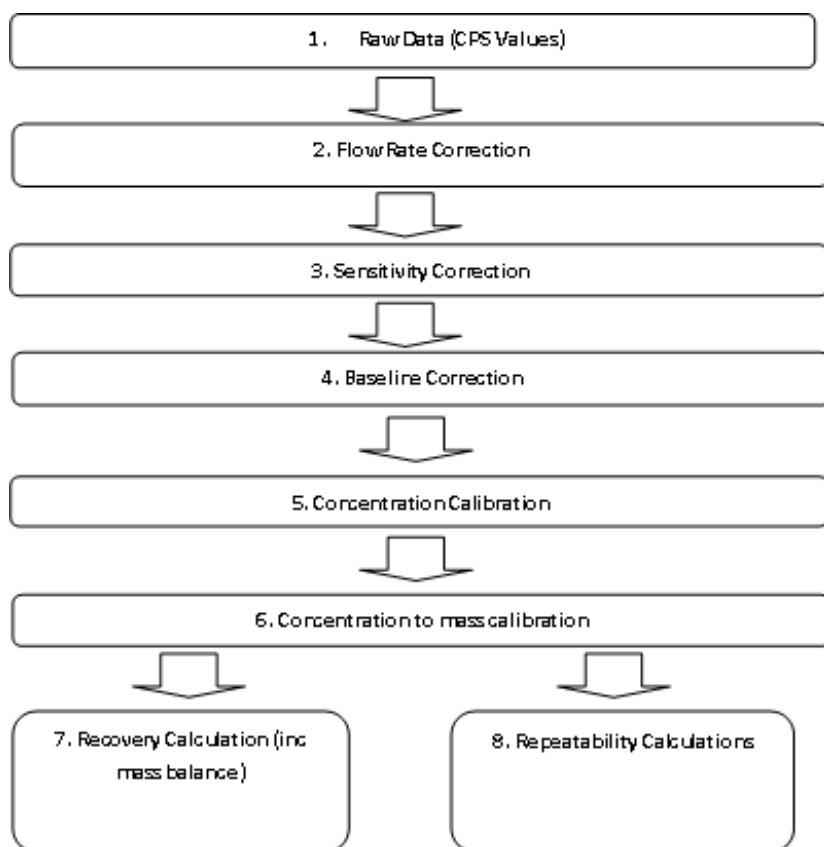 1. Raw Data (CPS Values)
2. Flow Rate Correction
3. Sensitivity Correction
4. Baseline Correction
5. Concentration Calibration
6. Concentration to mass calibration
7. Recovery Calculation (inc
mass balance)
8. Repeatability Calculations